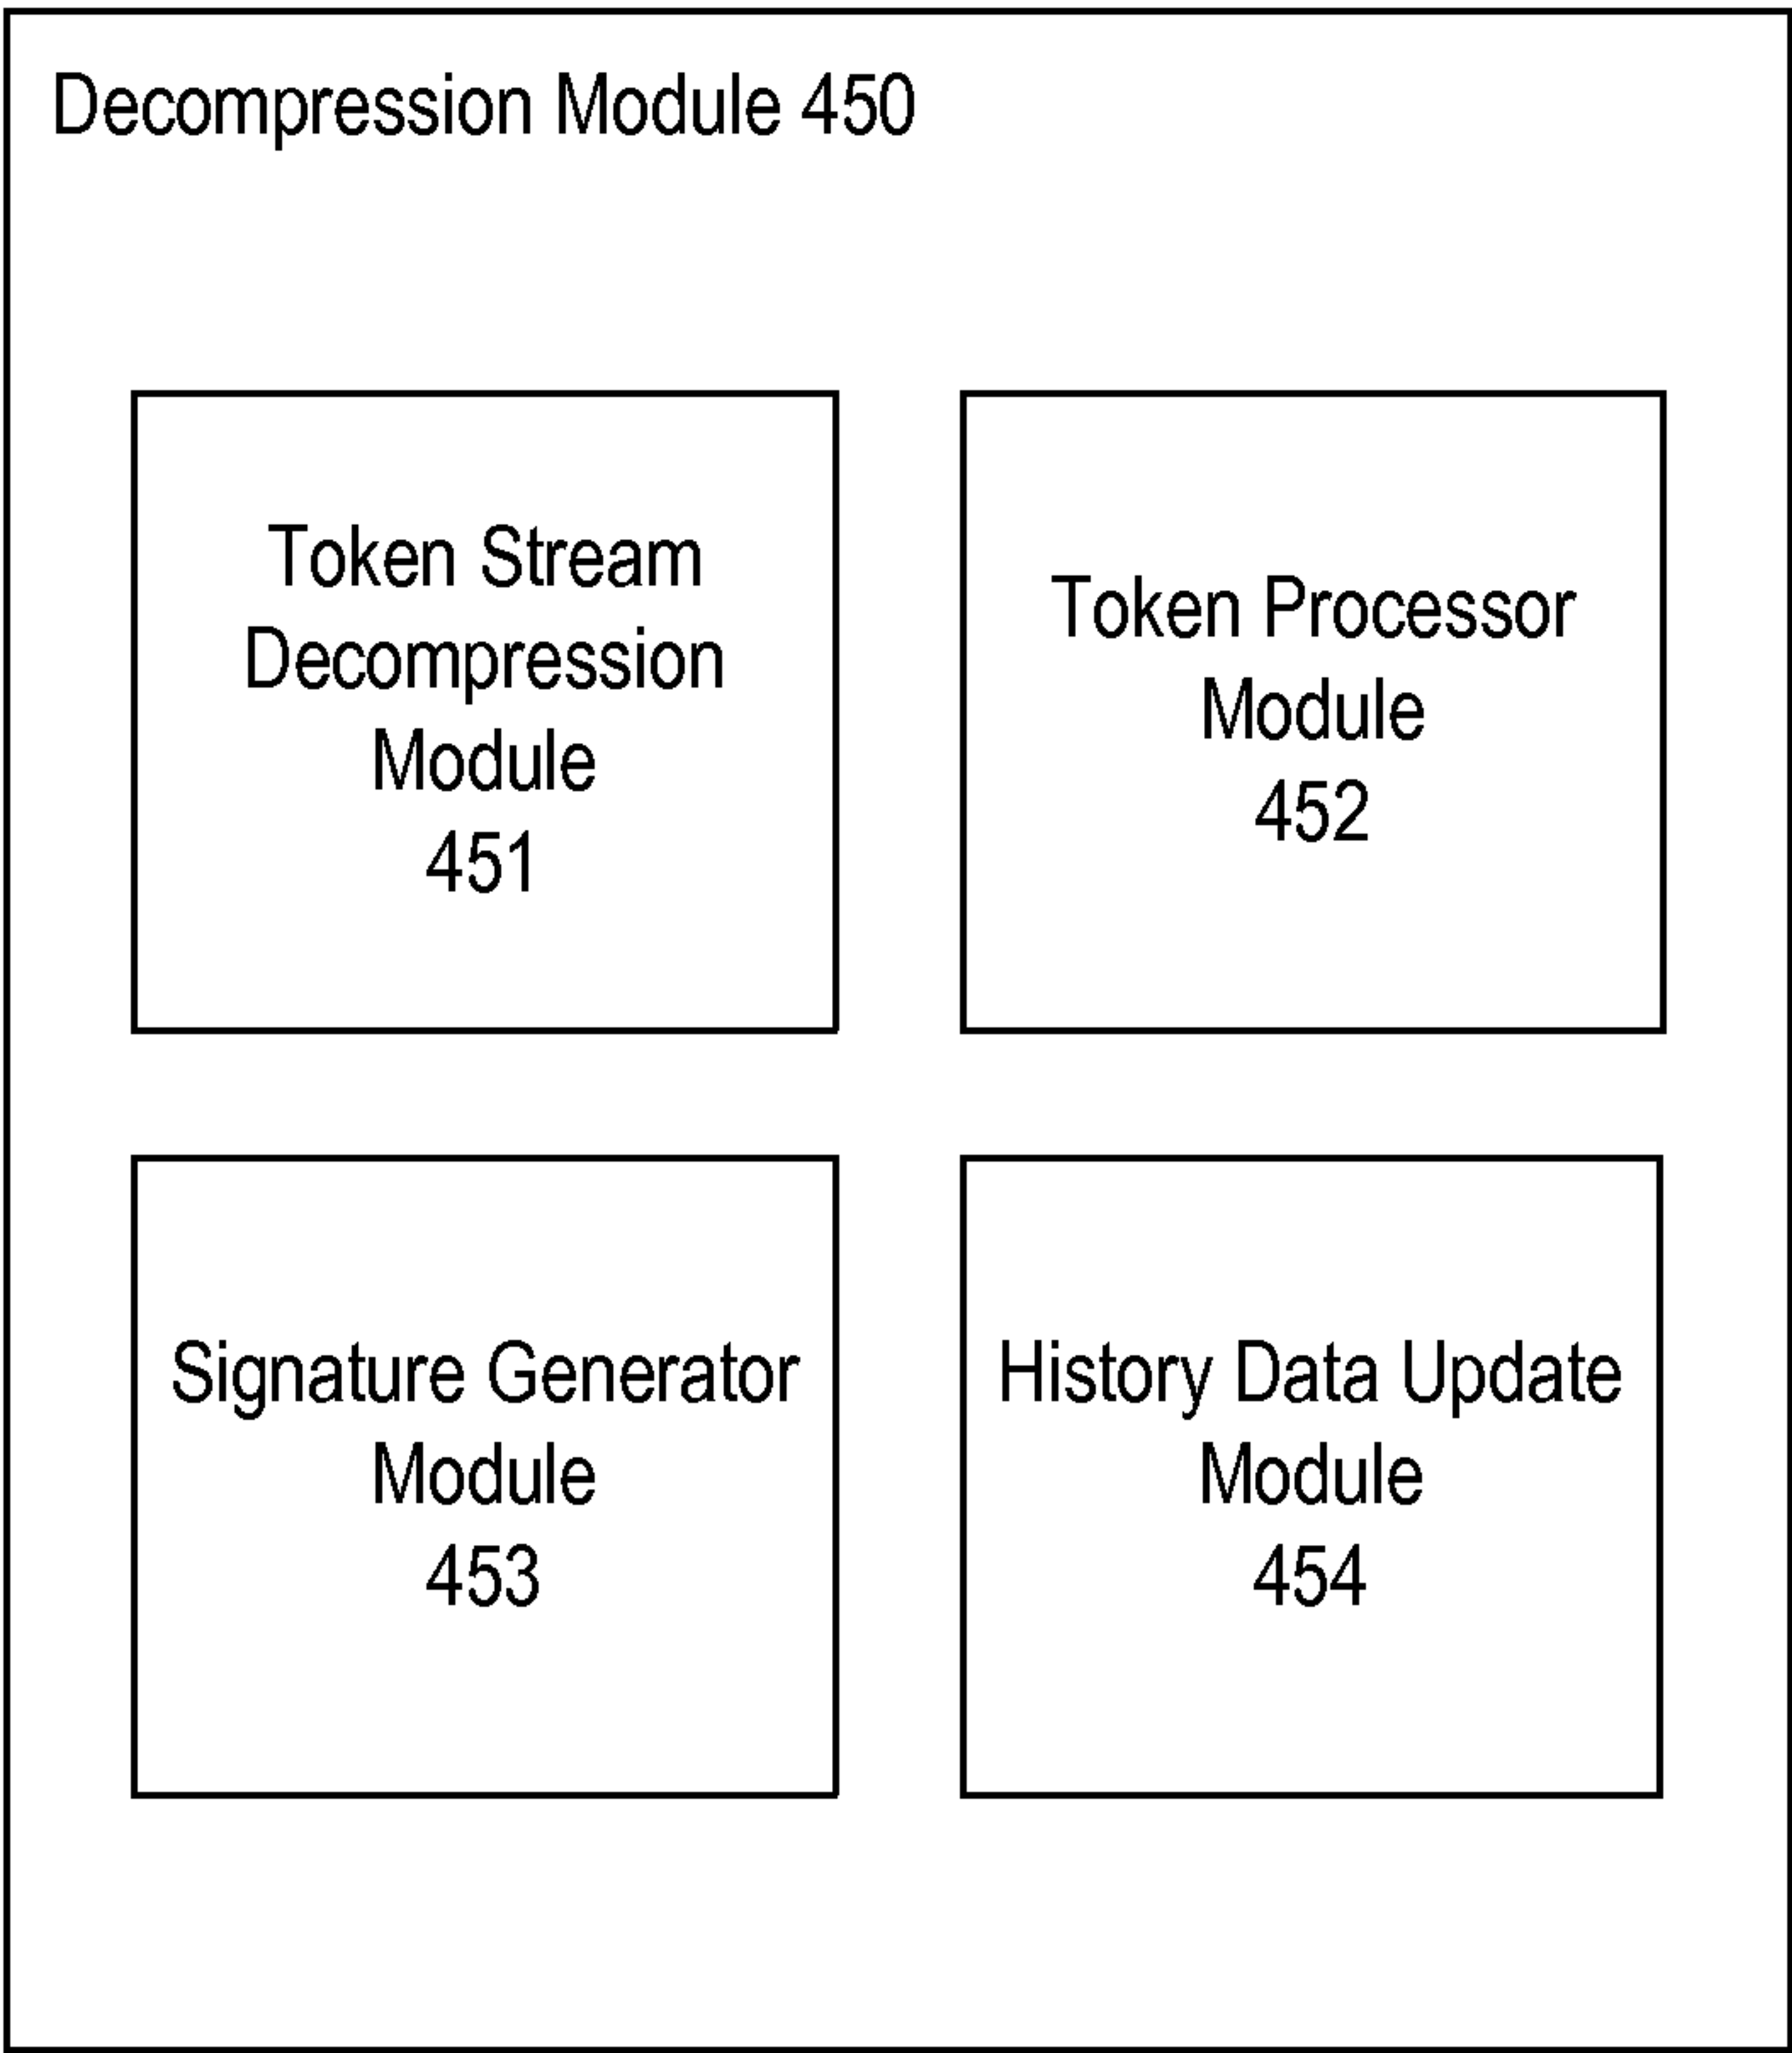 Decompression Module 450
Token Stream
Decompression
Module
451
Token Processor
Module
452
Signature Generator
Module
453
History Data Update
Module
454